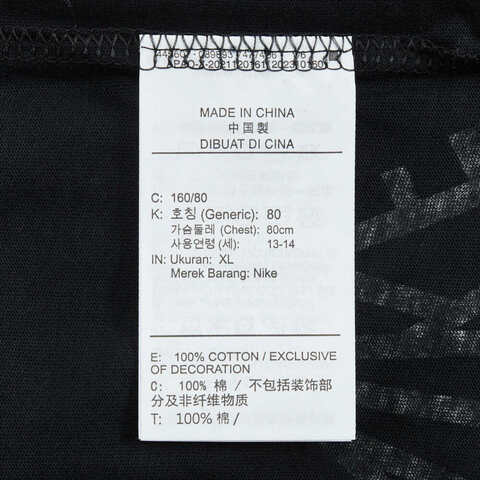 MADE IN CHINA
中国製
DIBUAT DI CINA
C: 160/80
K: 호칭 (Generic): 80
가슴둘레 (Chest): 80cm
사용연령 (세): 13-14
IN: Ukuran: XL
Merek Barang: Nike
E: 100% COTTON / EXCLUSIVE
OF DECORATION
C: 100% 棉 / 不包括装饰部
分及非纤维物质
T: 100% 棉 /